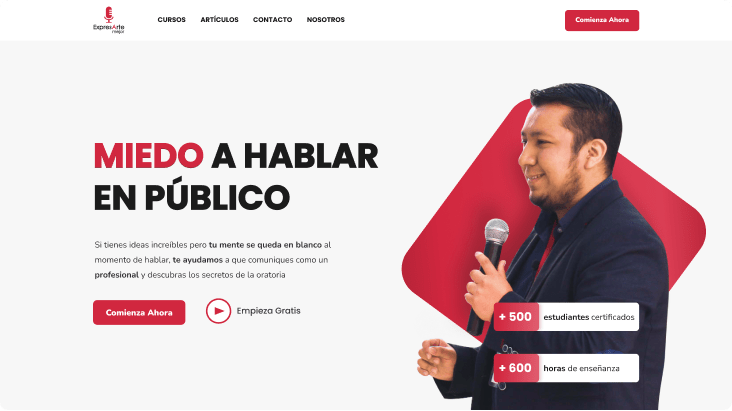 ExpresArte
mejor
CURSOS ARTÍCULOS CONTACTO NOSOTROS
Comienza Ahora
MIEDO A HABLAR
EN PÚBLICO
Si tienes ideas increíbles pero tu mente se queda en blanco al
momento de hablar, te ayudamos a que comuniques como un
profesional y descubras los secretos de la oratoria
Comienza Ahora
Empieza Gratis
+ 500 estudiantes certificados
+ 600 horas de enseñanza